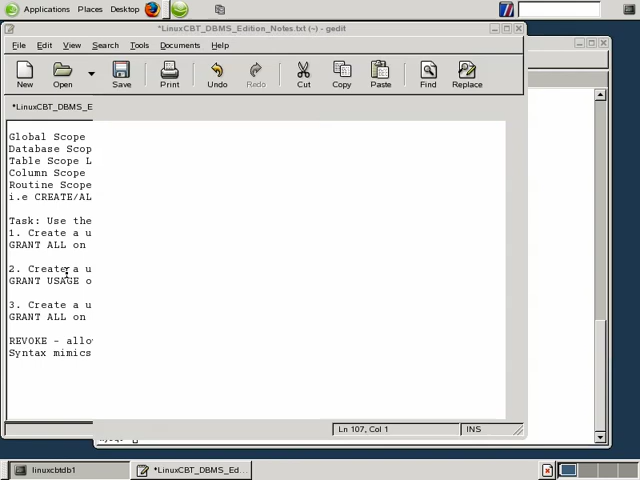 Applications Places Desktop
*LinuxCBT_DBMS_Edition_Notes.txt (~) - gedit
File Edit View Search Tools Documents Help
New Open Save Print Undo Redo Cut Copy Paste Find Replace
*LinuxCBT_DBMS_E
Global Scope
Database Scop
Table Scope L
Column Scope
Routine Scope
i.e CREATE/AL
Task: Use the
1. Create a u
GRANT ALL on
2. Create a u
GRANT USAGE o
3. Create a u
GRANT ALL on
REVOKE - allo
Syntax mimics
Ln 107, Col 1 INS
linuxcbtdb1 *LinuxCBT_DBMS_Ed...